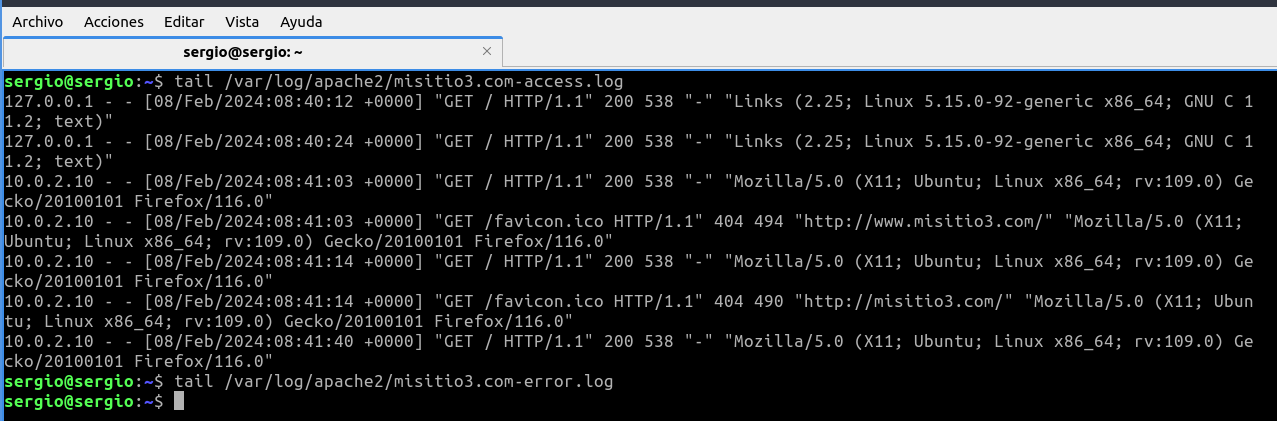 Archivo Acciones Editar Vista Ayuda
sergio@sergio: ~ ×
sergio@sergio:~$ tail /var/log/apache2/misitio3.com-access.log
127.0.0.1 - - [08/Feb/2024:08:40:12 +0000] "GET / HTTP/1.1" 200 538 "-" "Links (2.25; Linux 5.15.0-92-generic x86_64; GNU C 1
1.2; text)"
127.0.0.1 - - [08/Feb/2024:08:40:24 +0000] "GET / HTTP/1.1" 200 538 "-" "Links (2.25; Linux 5.15.0-92-generic x86_64; GNU C 1
1.2; text)"
10.0.2.10 - - [08/Feb/2024:08:41:03 +0000] "GET / HTTP/1.1" 200 538 "-" "Mozilla/5.0 (X11; Ubuntu; Linux x86_64; rv:109.0) Ge
cko/20100101 Firefox/116.0"
10.0.2.10 - - [08/Feb/2024:08:41:03 +0000] "GET /favicon.ico HTTP/1.1" 404 494 "http://www.misitio3.com/" "Mozilla/5.0 (X11;
Ubuntu; Linux x86_64; rv:109.0) Gecko/20100101 Firefox/116.0"
10.0.2.10 - - [08/Feb/2024:08:41:14 +0000] "GET / HTTP/1.1" 200 538 "-" "Mozilla/5.0 (X11; Ubuntu; Linux x86_64; rv:109.0) Ge
cko/20100101 Firefox/116.0"
10.0.2.10 - - [08/Feb/2024:08:41:14 +0000] "GET /favicon.ico HTTP/1.1" 404 490 "http://misitio3.com/" "Mozilla/5.0 (X11; Ubun
tu; Linux x86_64; rv:109.0) Gecko/20100101 Firefox/116.0"
10.0.2.10 - - [08/Feb/2024:08:41:40 +0000] "GET / HTTP/1.1" 200 538 "-" "Mozilla/5.0 (X11; Ubuntu; Linux x86_64; rv:109.0) Ge
cko/20100101 Firefox/116.0"
sergio@sergio:~$ tail /var/log/apache2/misitio3.com-error.log
sergio@sergio:~$